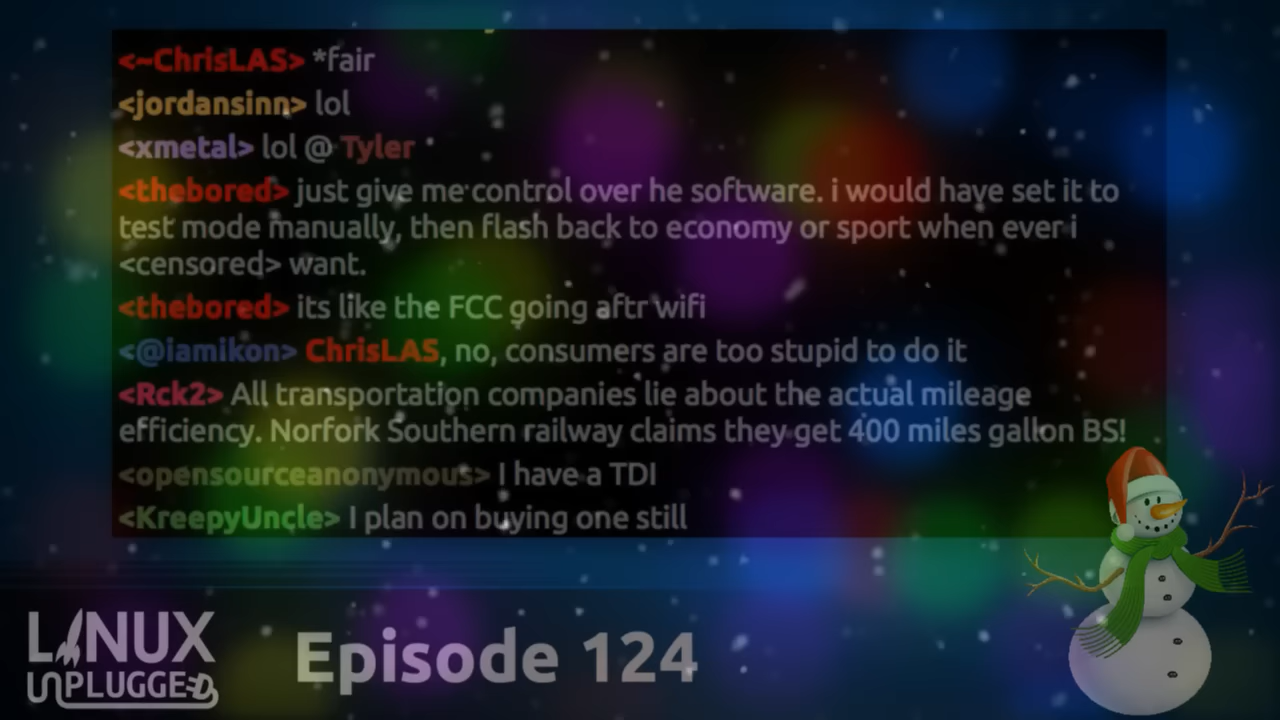 <~ChrisLAS> *fair
<jordansinn> lol
<xmetal> lol @ Tyler
<thebored> just give me control over he software. i would have set it to
test mode manually, then flash back to economy or sport when ever i
<censored> want.
<thebored> its like the FCC going aftr wifi
<@iamikon> ChrisLAS, no, consumers are too stupid to do it
<Rck2> All transportation companies lie about the actual mileage
efficiency. Norfork Southern railway claims they get 400 miles gallon BS!
<opensourceanonymous> I have a TDI
<KreepyUncle> I plan on buying one still
LINUX
UNPLUGGED
Episode 124